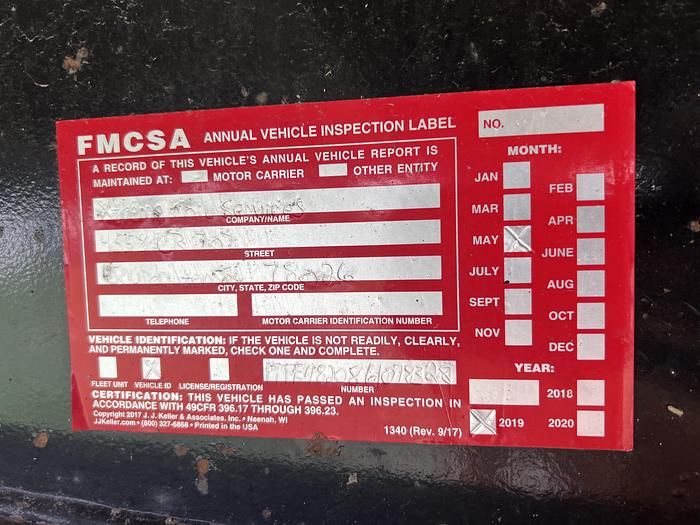 FMCSA ANNUAL VEHICLE INSPECTION LABEL
NO.
A RECORD OF THIS VEHICLE'S ANNUAL VEHICLE REPORT IS
MAINTAINED AT: MOTOR CARRIER OTHER ENTITY
Services
COMPANY/NAME
STREET
CITY, STATE, ZIP CODE
TELEPHONE MOTOR CARRIER IDENTIFICATION NUMBER
VEHICLE IDENTIFICATION: IF THE VEHICLE IS NOT READILY, CLEARLY,
AND PERMANENTLY MARKED, CHECK ONE AND COMPLETE.
FLEET UNIT VEHICLE ID LICENSE/REGISTRATION NUMBER
CERTIFICATION: THIS VEHICLE HAS PASSED AN INSPECTION IN
ACCORDANCE WITH 49CFR 396.17 THROUGH 396.23.
Copyright 2017 J. J. Keller & Associates, Inc. • Neenah, WI
JJKeller.com • (800) 327-6868 • Printed in the USA
1340 (Rev. 9/17)
MONTH:
JAN FEB
MAR APR
MAY JUNE
JULY AUG
SEPT OCT
NOV DEC
YEAR:
2018
2019 2020